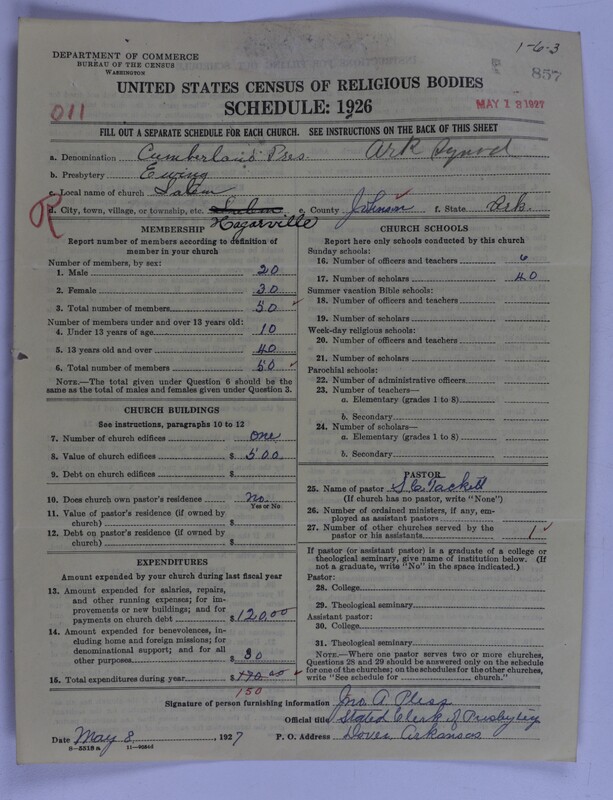 1-6-3
DEPARTMENT OF COMMERCE
BUREAU OF THE CENSUS
WASHINGTON
857
UNITED STATES CENSUS OF RELIGIOUS BODIES
SCHEDULE: 1926
011
MAY 13 1927
FILL OUT A SEPARATE SCHEDULE FOR EACH CHURCH. SEE INSTRUCTIONS ON THE BACK OF THIS SHEET
a. Denomination Cumberland Pres. Ark Synod
b. Presbytery Ewing
c. Local name of church Salem
R
d. City, town, village, or township, etc. Hagarville e. County Johnson f. State Ark.
MEMBERSHIP
Report number of members according to definition of member in your church
Number of members, by sex:
1. Male 20
2. Female 30
3. Total number of members 50
Number of members under and over 13 years old:
4. Under 13 years of age 10
5. 13 years old and over 40
6. Total number of members 50
NOTE.—The total given under Question 6 should be the same as the total of males and females given under Question 3.
CHURCH BUILDINGS
See instructions, paragraphs 10 to 12
7. Number of church edifices one
8. Value of church edifices $ 500
9. Debt on church edifices $
10. Does church own pastor's residence No.
Yes or No
11. Value of pastor's residence (if owned by church) $
12. Debt on pastor's residence (if owned by church) $
EXPENDITURES
Amount expended by your church during last fiscal year
13. Amount expended for salaries, repairs, and other running expenses; for improvements or new buildings; and for payments on church debt $ 120.00
14. Amount expended for benevolences, including home and foreign missions; for denominational support; and for all other purposes 30
15. Total expenditures during year $
150
CHURCH SCHOOLS
Report here only schools conducted by this church
Sunday schools:
16. Number of officers and teachers 6
17. Number of scholars 40
Summer vacation Bible schools:
18. Number of officers and teachers
19. Number of scholars
Week-day religious schools:
20. Number of officers and teachers
21. Number of scholars
Parochial schools:
22. Number of administrative officers
23. Number of teachers—
a. Elementary (grades 1 to 8)
b. Secondary
24. Number of scholars—
a. Elementary (grades 1 to 8)
b. Secondary
PASTOR
25. Name of pastor S. C. Tackett
(If church has no pastor, write "None")
26. Number of ordained ministers, if any, employed as assistant pastors
27. Number of other churches served by the pastor or his assistants 1
If pastor (or assistant pastor) is a graduate of a college or theological seminary, give name of institution below. (If not a graduate, write "No" in the space indicated.)
Pastor:
28. College
29. Theological seminary
Assistant pastor:
30. College
31. Theological seminary
NOTE.—Where one pastor serves two or more churches, Questions 28 and 29 should be answered only on the schedule for one of the churches; on the schedules for the other churches, write "See schedule for church."
Signature of person furnishing information Jno. A.
Official title Stated Clerk of Presbytery
Date May 8, 1927 P. O. Address Dover, Arkansas
8-5518a 11-9264d